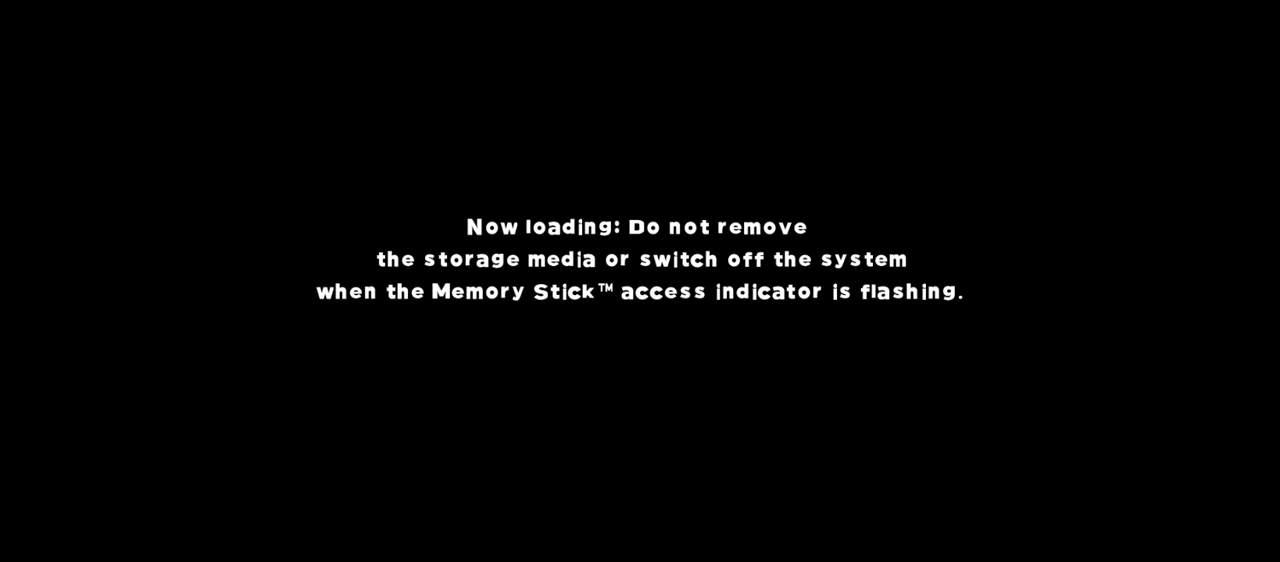 Now loading: Do not remove
the storage media or switch off the system
when the Memory Stick™ access indicator is flashing.